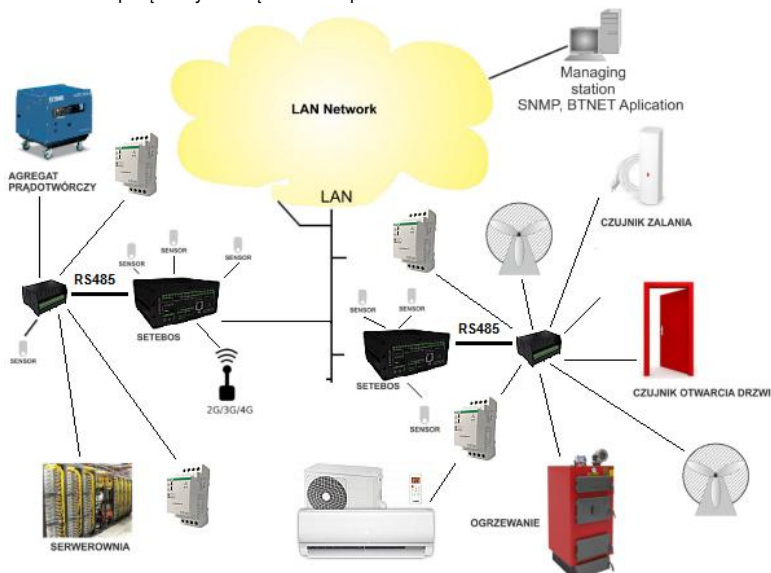 LAN Network
Managing
station
SNMP, BTNET Aplication
AGREGAT
PRĄDOTWÓRCZY
LAN
CZUJNIK ZALANIA
SENSOR
SENSOR
SENSOR
RS485
SETEBOS
SENSOR
2G/3G/4G
SENSOR
SENSOR
RS485
SETEBOS
SENSOR
CZUJNIK OTWARCIA DRZWI
SERWEROWNIA
OGRZEWANIE